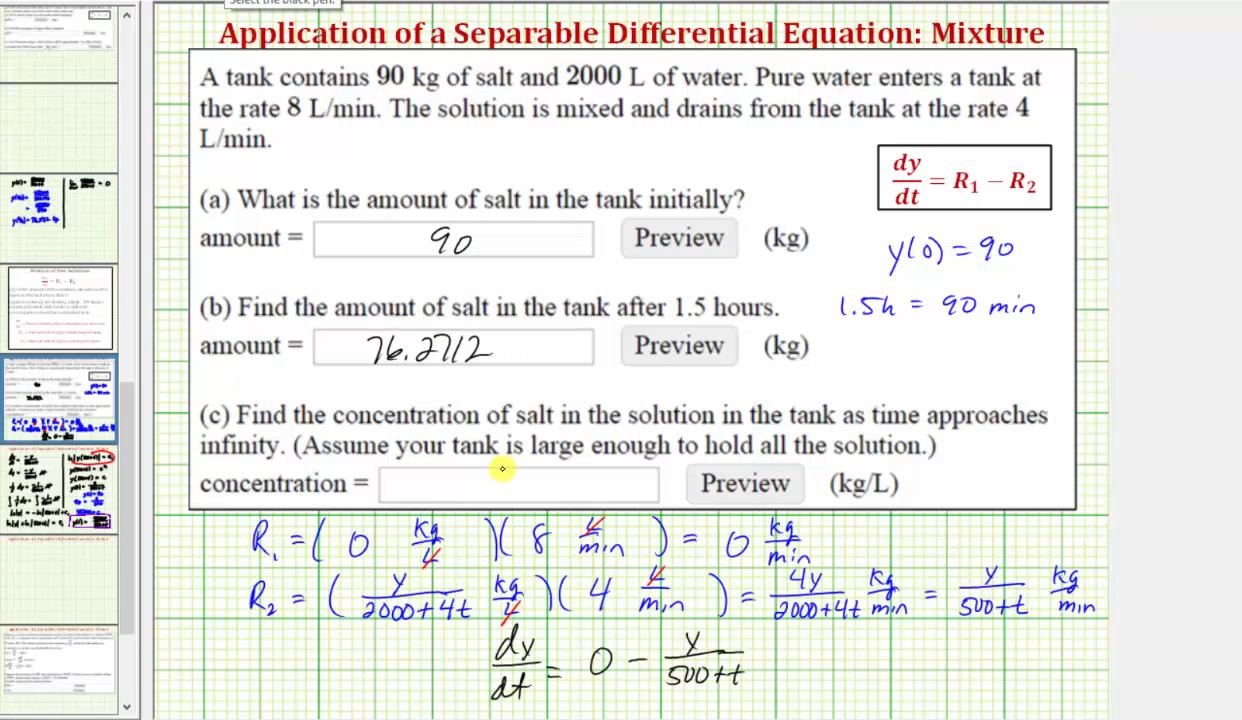 Select the black pen.
Application of a Separable Differential Equation: Mixture
A tank contains 90 kg of salt and 2000 L of water. Pure water enters a tank at
the rate 8 L/min. The solution is mixed and drains from the tank at the rate 4
L/min.
dy/dt = R₁ − R₂
(a) What is the amount of salt in the tank initially?
amount = 90 Preview (kg)
y(0) = 90
(b) Find the amount of salt in the tank after 1.5 hours.
1.5h = 90 min
amount = 76.2712 Preview (kg)
(c) Find the concentration of salt in the solution in the tank as time approaches
infinity. (Assume your tank is large enough to hold all the solution.)
concentration = Preview (kg/L)
R₁ = ( 0 kg/L )( 8 L/min ) = 0 kg/min
R₂ = ( y/2000+4t kg/L )( 4 L/min ) = 4y/2000+4t kg/min = y/500+t kg/min
dy/dt = 0 − y/500+t